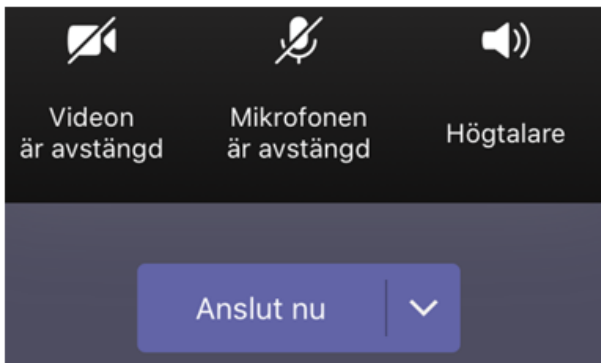 Videon
är avstängd
Mikrofonen
är avstängd
Högtalare
Anslut nu